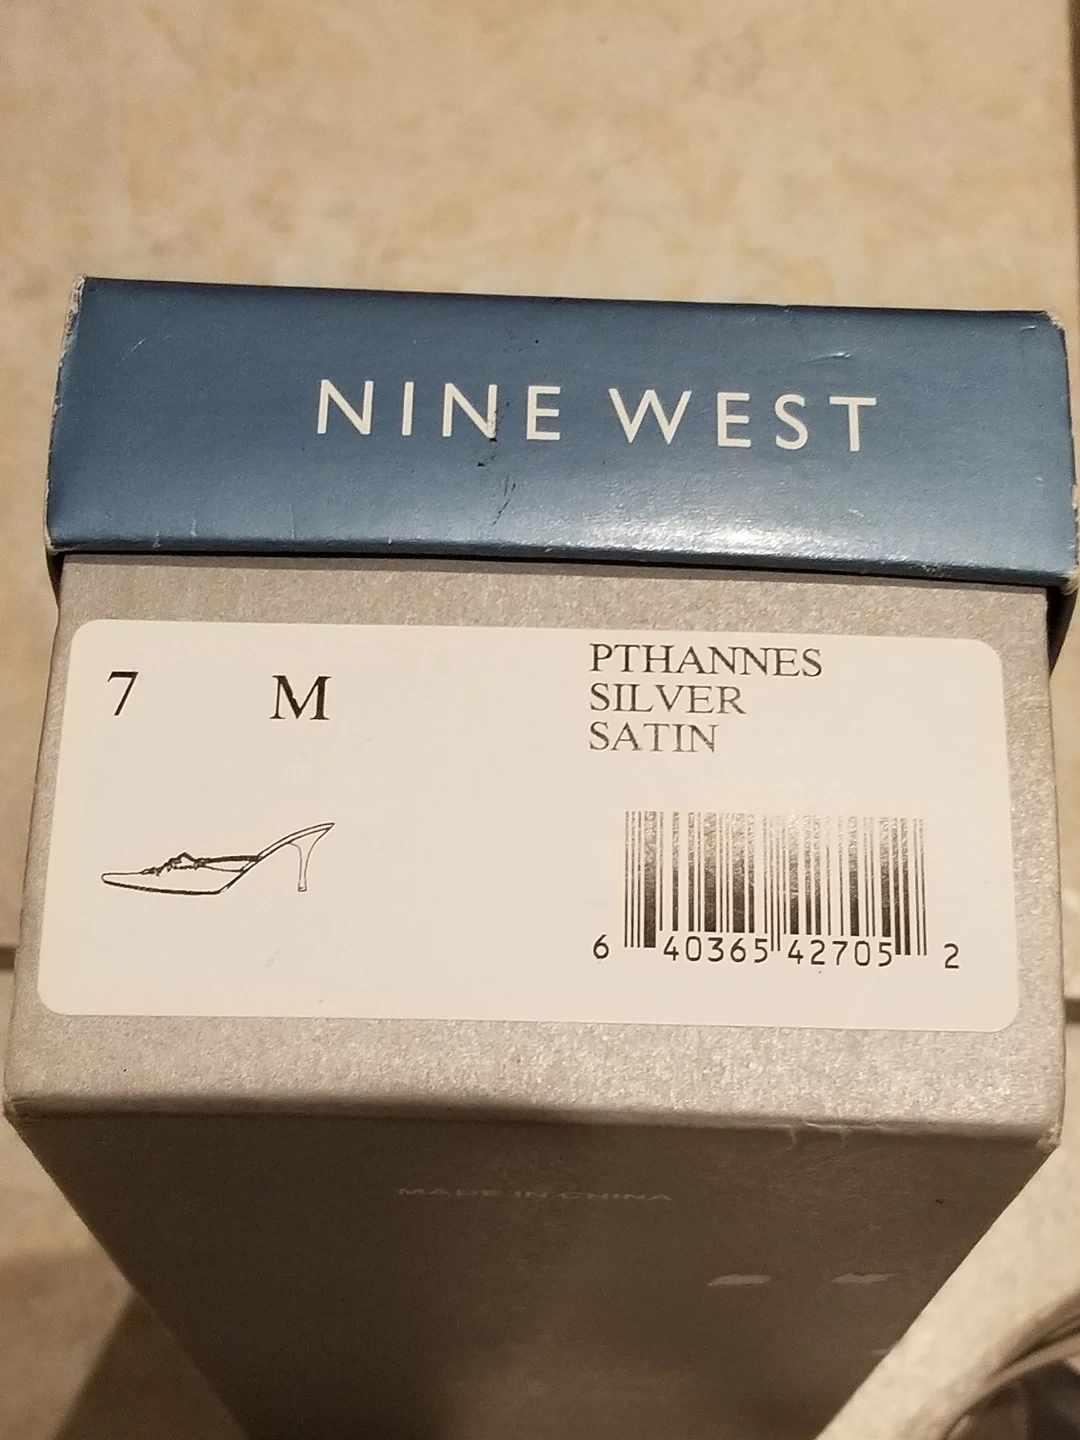 NINE WEST
7 M
PTHANNES
SILVER
SATIN
6 40365 42705 2
MADE IN CHINA